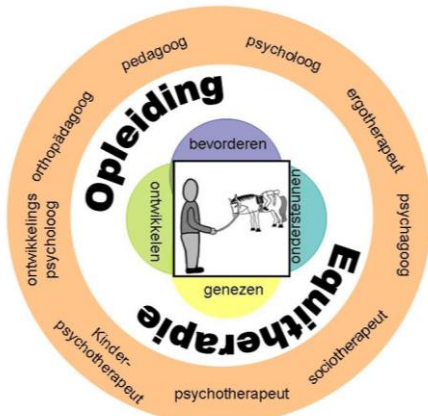 pedagoog
psycholoog
ergotherapeut
psychagoog
sociotherapeut
psychotherapeut
Kinder-
psychotherapeut
ontwikkelings
psycholoog
orthopädagoog
Opleiding
Equitherapie
bevorderen
ondersteunen
genezen
ontwikkelen